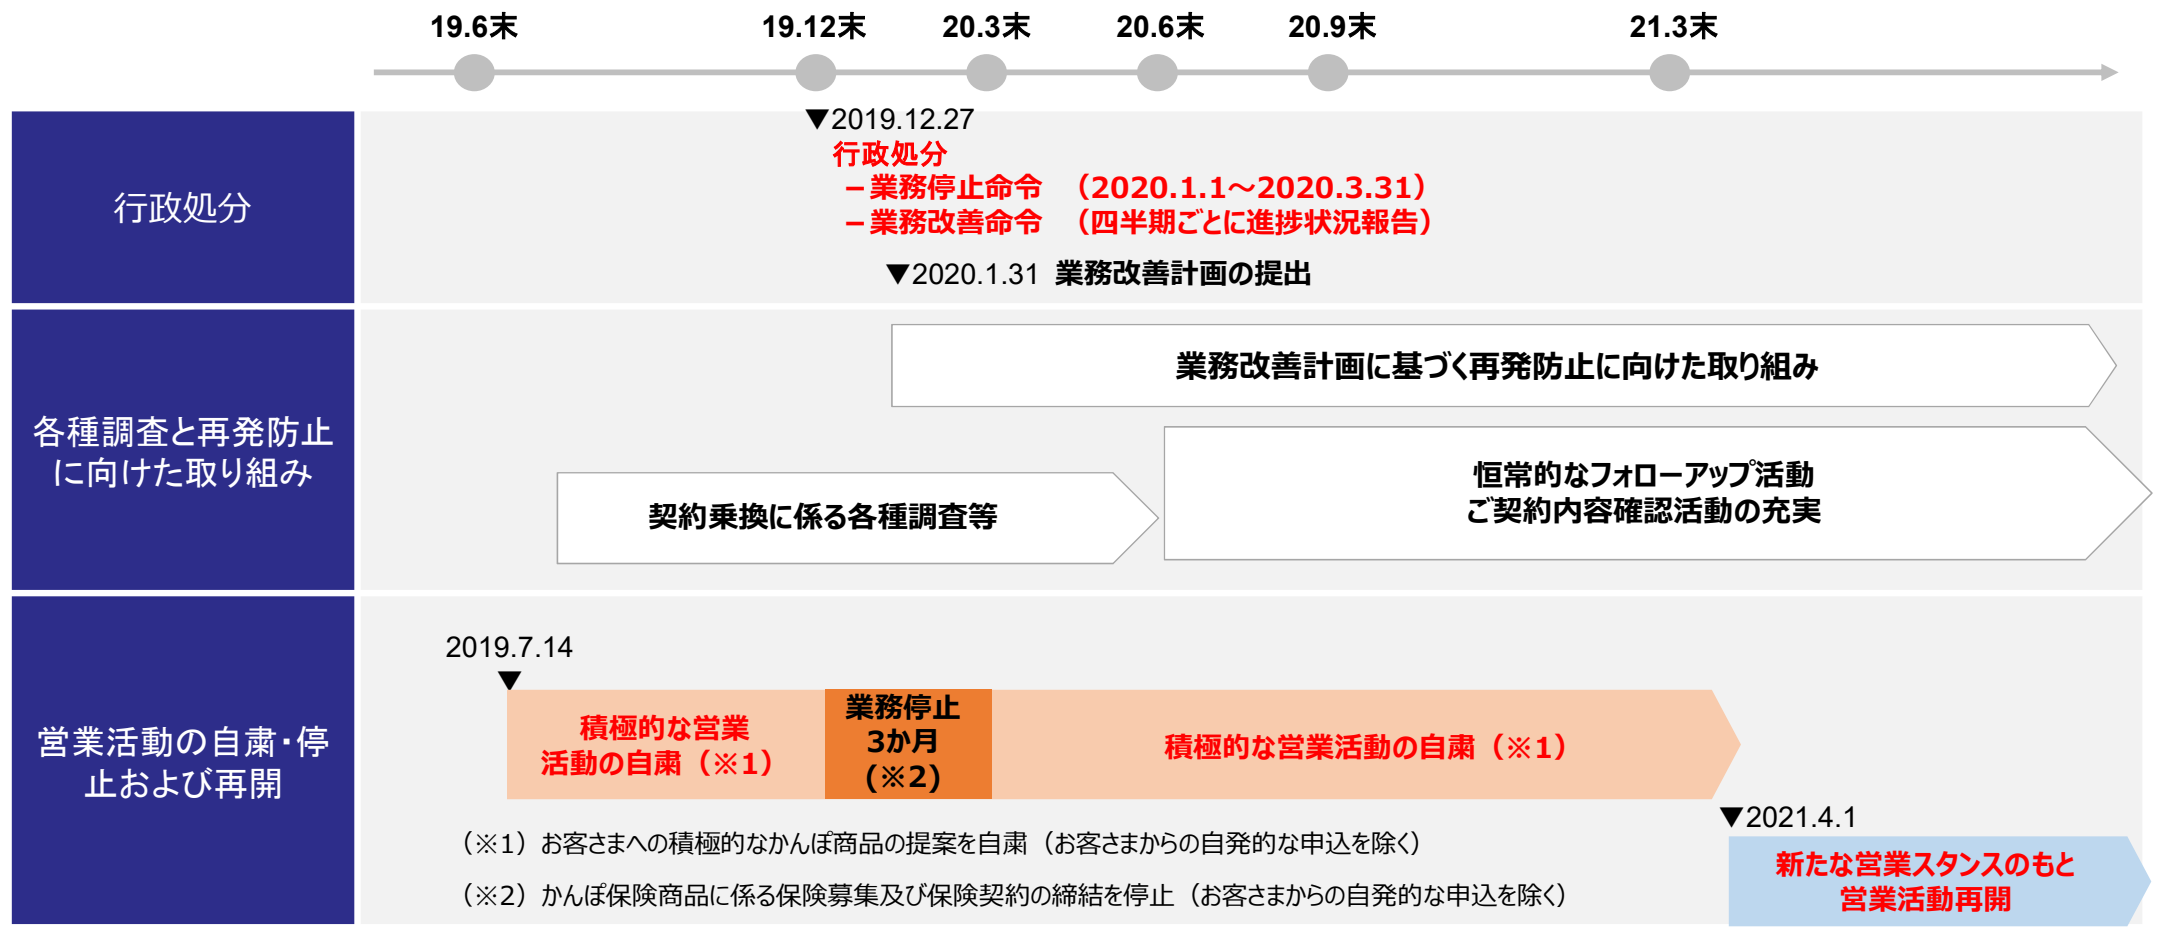 19.6末
19.12末
20.3末
20.6末
20.9末
21.3末
行政処分
▼2019.12.27
行政処分
－業務停止命令　（2020.1.1～2020.3.31）
－業務改善命令　（四半期ごとに進捗状況報告）
▼2020.1.31 業務改善計画の提出
各種調査と再発防止
に向けた取り組み
業務改善計画に基づく再発防止に向けた取り組み
恒常的なフォローアップ活動
ご契約内容確認活動の充実
契約乗換に係る各種調査等
営業活動の自粛・停
止および再開
2019.7.14
▼
積極的な営業
活動の自粛（※1）
業務停止
3か月
（※2）
積極的な営業活動の自粛（※1）
▼2021.4.1
新たな営業スタンスのもと
営業活動再開
（※1）お客さまへの積極的なかんぽ商品の提案を自粛（お客さまからの自発的な申込を除く）
（※2）かんぽ保険商品に係る保険募集及び保険契約の締結を停止（お客さまからの自発的な申込を除く）